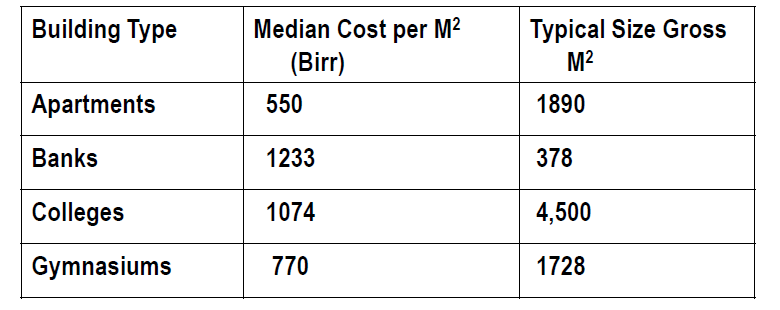 Building Type Median Cost per M² (Birr) Typical Size Gross M²
Apartments 550 1890
Banks 1233 378
Colleges 1074 4,500
Gymnasiums 770 1728